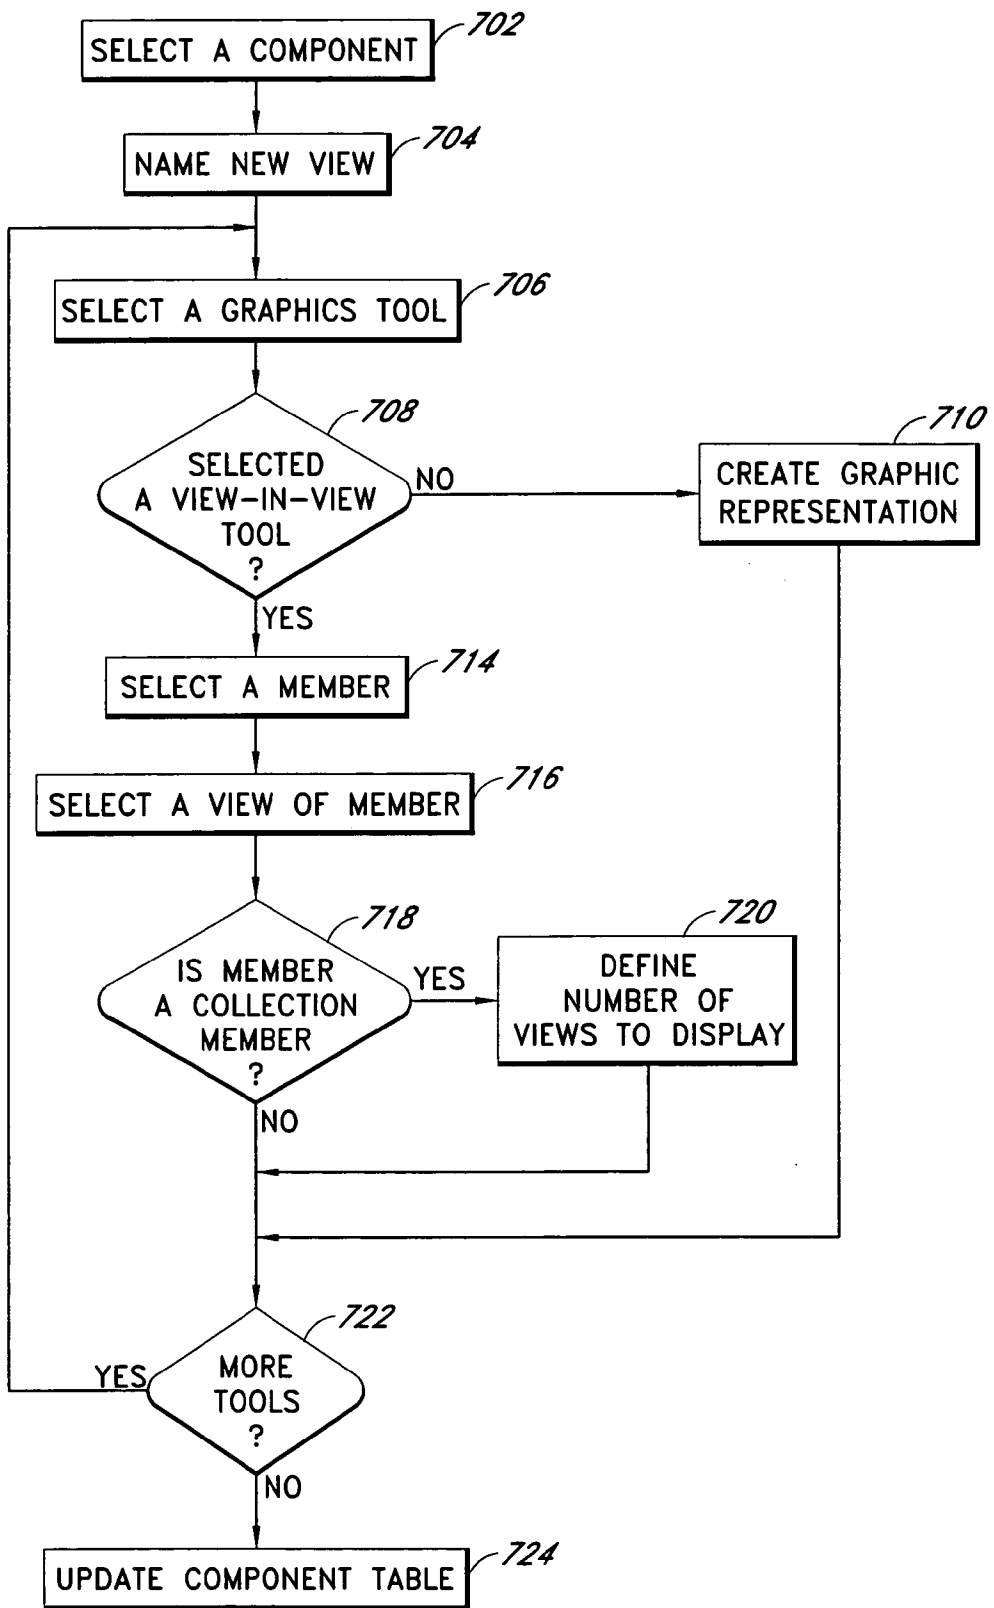 702
SELECT A COMPONENT
704
NAME NEW VIEW
706
SELECT A GRAPHICS TOOL
708
SELECTED
A VIEW-IN-VIEW
TOOL
?
NO
710
CREATE GRAPHIC
REPRESENTATION
YES
714
SELECT A MEMBER
716
SELECT A VIEW OF MEMBER
718
IS MEMBER
A COLLECTION
MEMBER
?
YES
720
DEFINE
NUMBER OF
VIEWS TO DISPLAY
NO
722
MORE
TOOLS
?
YES
NO
724
UPDATE COMPONENT TABLE